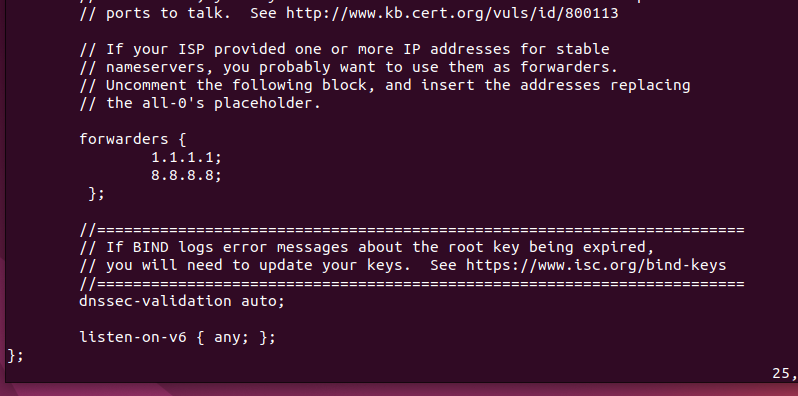 // ports to talk.  See http://www.kb.cert.org/vuls/id/800113
// If your ISP provided one or more IP addresses for stable
// nameservers, you probably want to use them as forwarders.
// Uncomment the following block, and insert the addresses replacing
// the all-0's placeholder.
forwarders {
1.1.1.1;
8.8.8.8;
};
//========================================================================
// If BIND logs error messages about the root key being expired,
// you will need to update your keys.  See https://www.isc.org/bind-keys
//========================================================================
dnssec-validation auto;
listen-on-v6 { any; };
};
25,